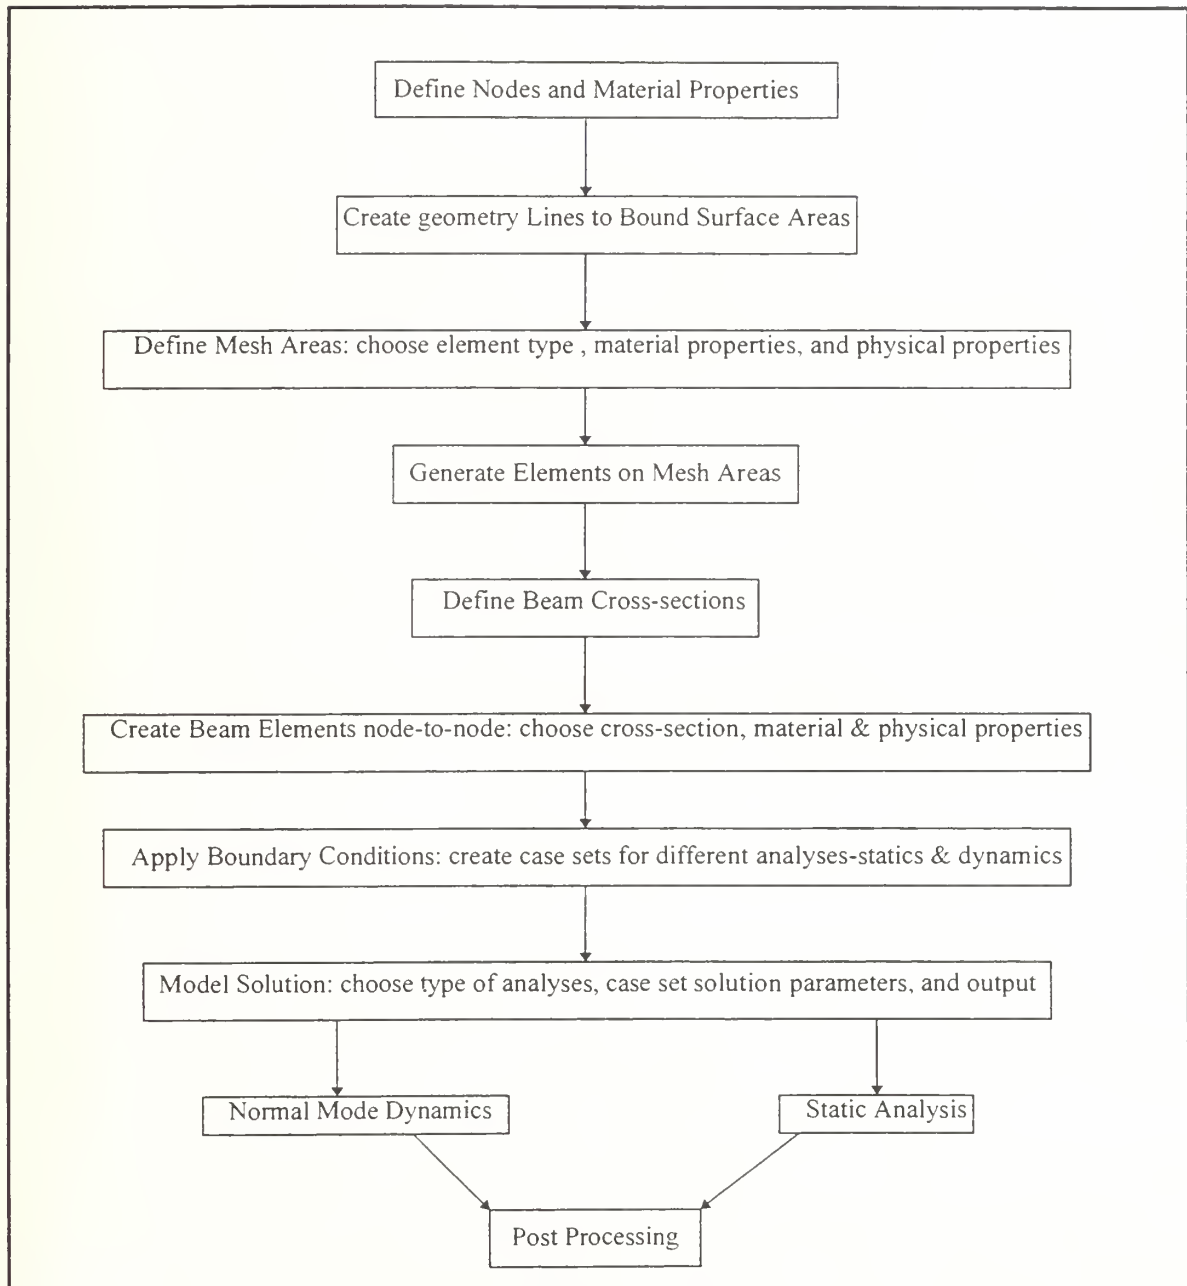 Define Nodes and Material Properties
Create geometry Lines to Bound Surface Areas
Define Mesh Areas: choose element type , material properties, and physical properties
Generate Elements on Mesh Areas
Define Beam Cross-sections
Create Beam Elements node-to-node: choose cross-section, material & physical properties
Apply Boundary Conditions: create case sets for different analyses-statics & dynamics
Model Solution: choose type of analyses, case set solution parameters, and output
Normal Mode Dynamics
Static Analysis
Post Processing